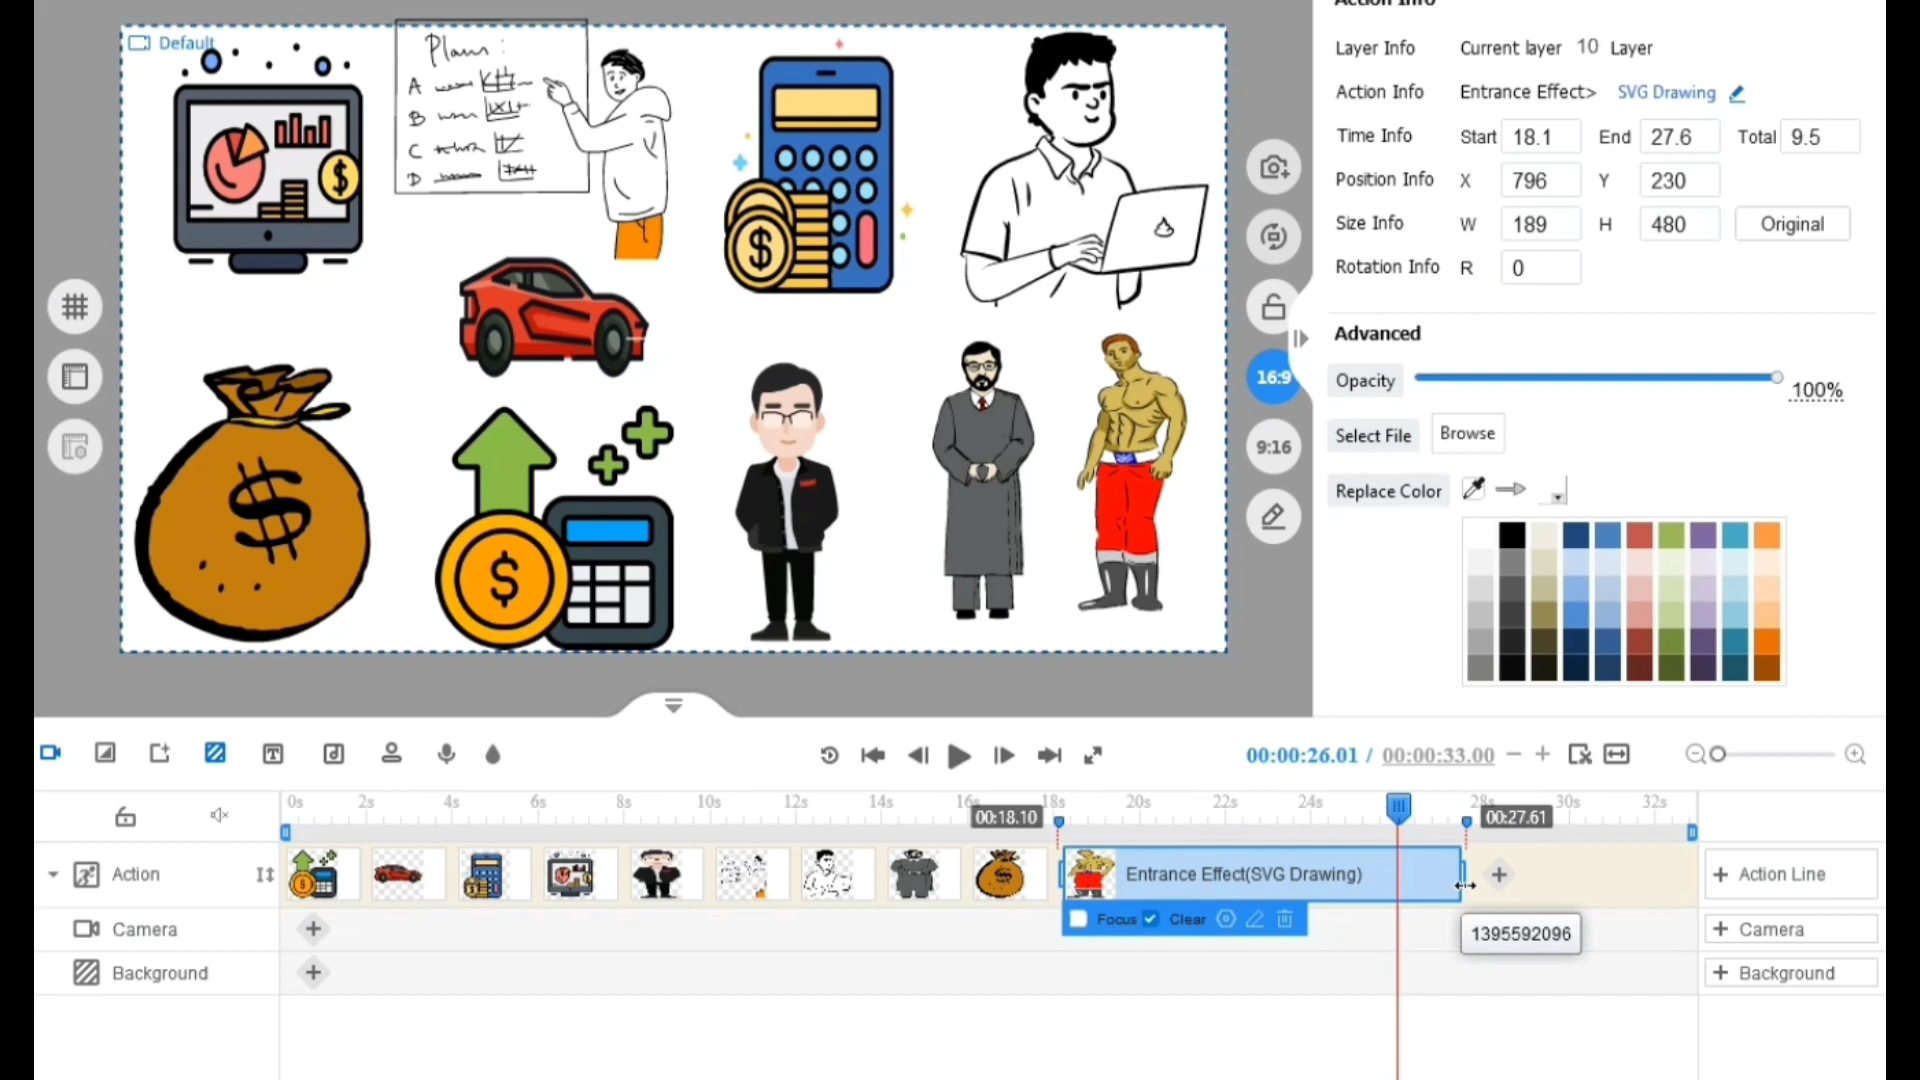 Action Info
Default
Plan :
A
B
C
D
$
$
$
$
Layer Info Current layer 10 Layer
Action Info Entrance Effect> SVG Drawing
Time Info Start 18.1 End 27.6 Total 9.5
Position Info X 796 Y 230
Size Info W 189 H 480 Original
Rotation Info R 0
Advanced
Opacity 100%
Select File Browse
Replace Color
16:9
9:16
00:00:26.01 / 00:00:33.00
0s 2s 4s 6s 8s 10s 12s 14s 16s 18s 20s 22s 24s 28s 30s 32s
00:18.10 00:27.61
Action Entrance Effect(SVG Drawing) + Action Line
Focus Clear
Camera + Camera
1395592096
Background + Background